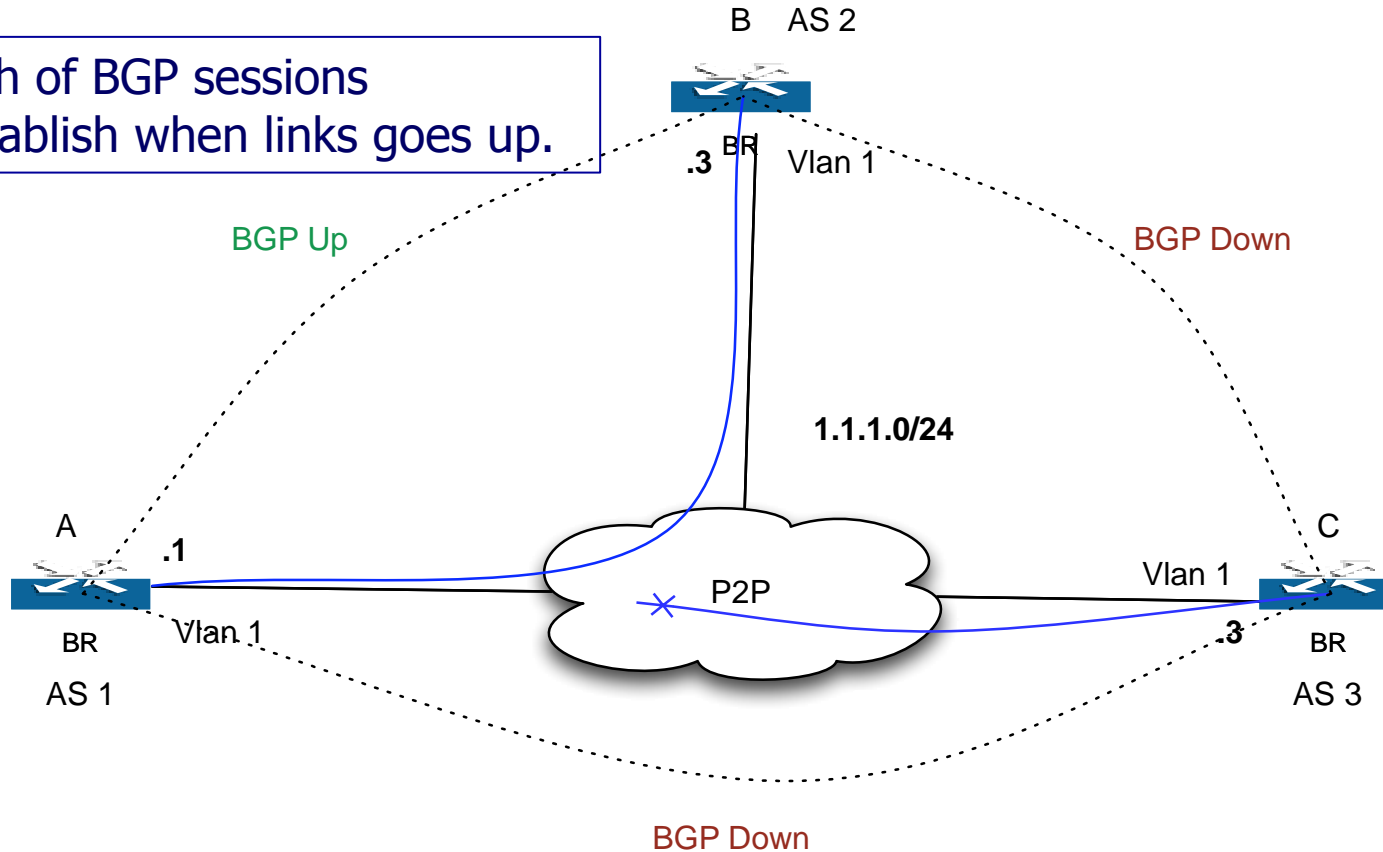 B AS 2
h of BGP sessions
ablish when links goes up.
BR
.3
Vlan 1
BGP Up
BGP Down
1.1.1.0/24
A
.1
C
P2P
Vlan 1
BR
Vlan 1
.3
BR
AS 1
AS 3
BGP Down